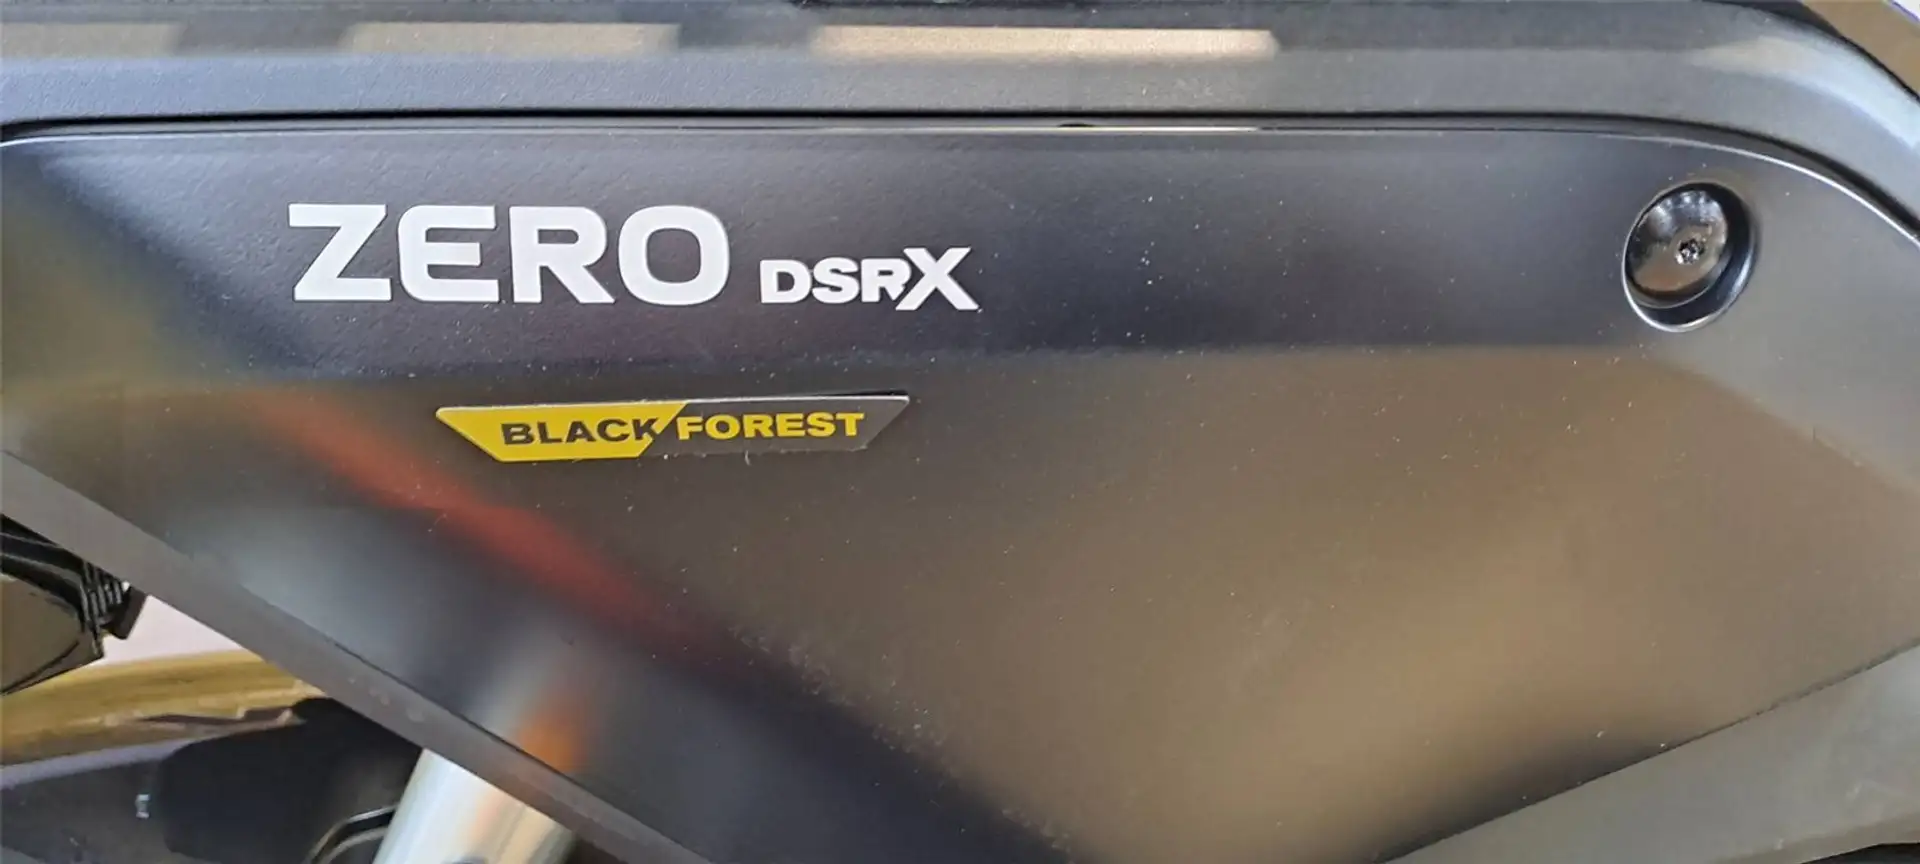 ZERO DSRX
BLACK FOREST